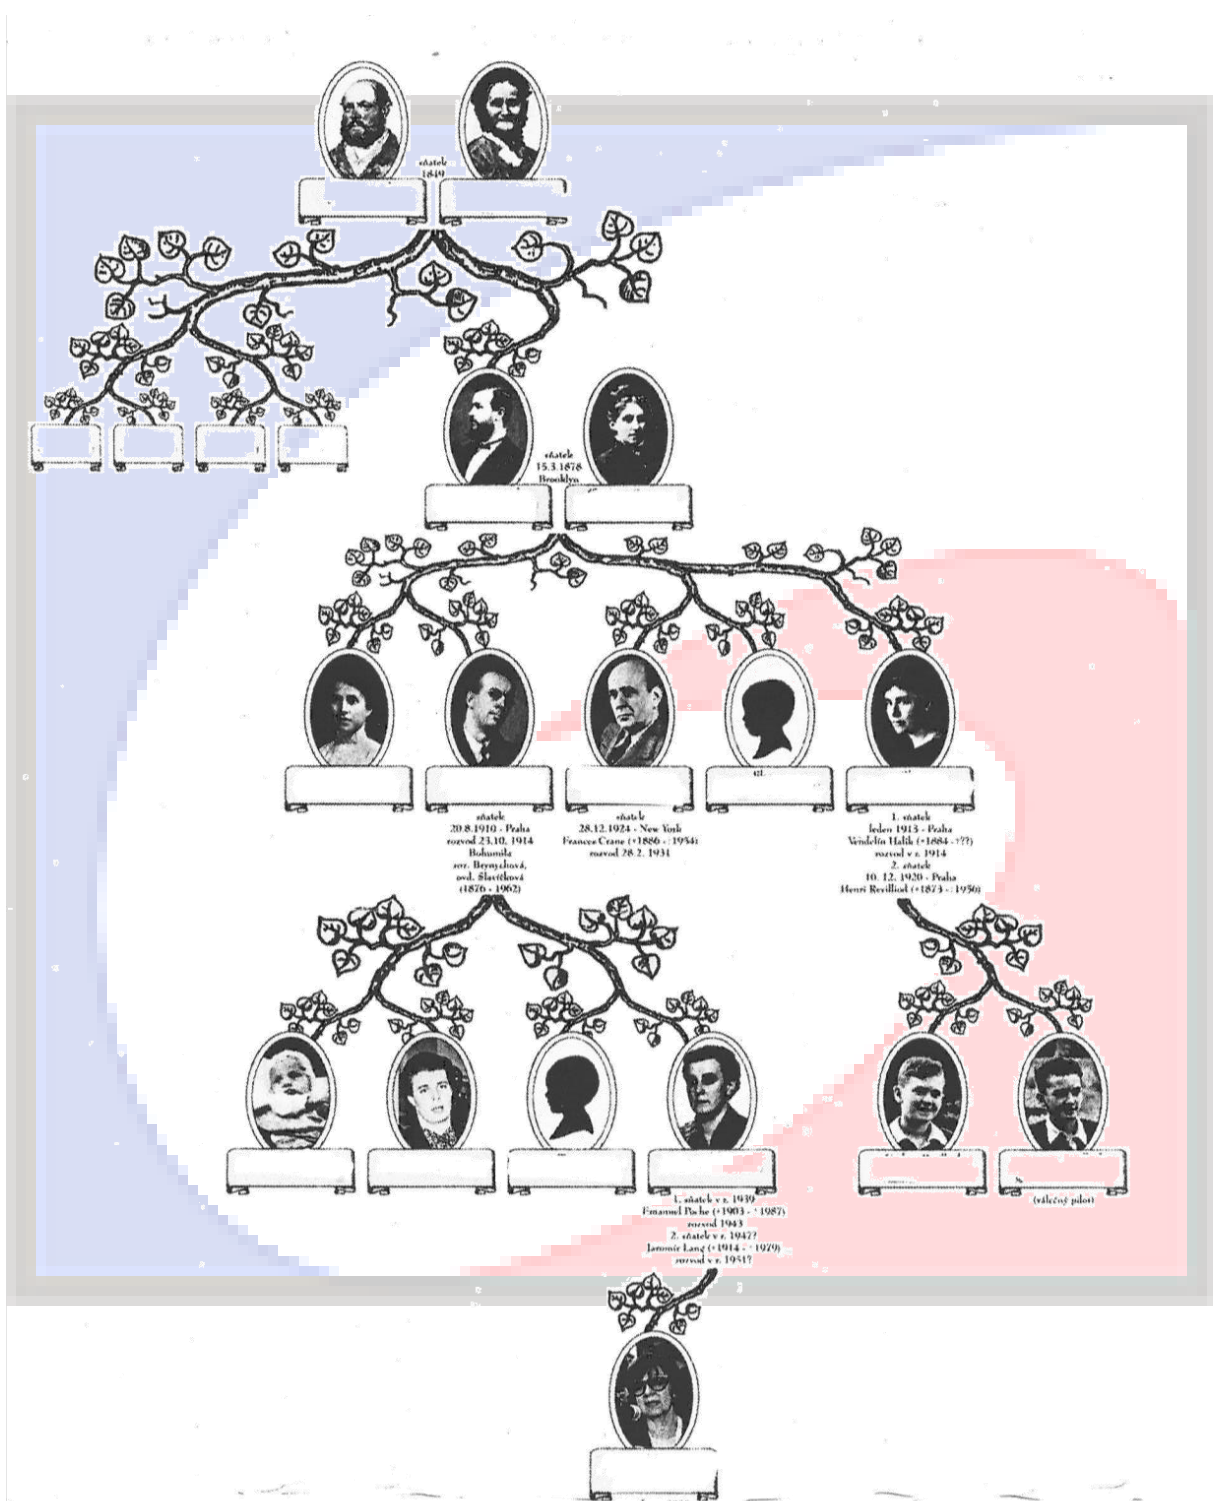 sňatek
1849
sňatek
15.3.1878
Brooklyn
sňatek
20.8.1910 - Praha
rozvod 23.10. 1914
Bohumila
roz. Brynychová,
ovd. Slavíčková
(1876 - 1962)
sňatek
28.12.1924 - New York
Frances Crane (*1886 - †1954)
rozvod 28.2. 1931
1. sňatek
leden 1913 - Praha
Vendelín Halík (*1884 - †??)
rozvod v r. 1914
2. sňatek
10. 12. 1920 - Praha
Henri Revilliod (*1873 - †1956)
1. sňatek v r. 1939
Emanuel Poche (*1903 - †1987)
rozvod 1943
2. sňatek v r. 1947?
Jaromír Lang (*1914 - †1979)
rozvod v r. 1951?
(válečný pilot)